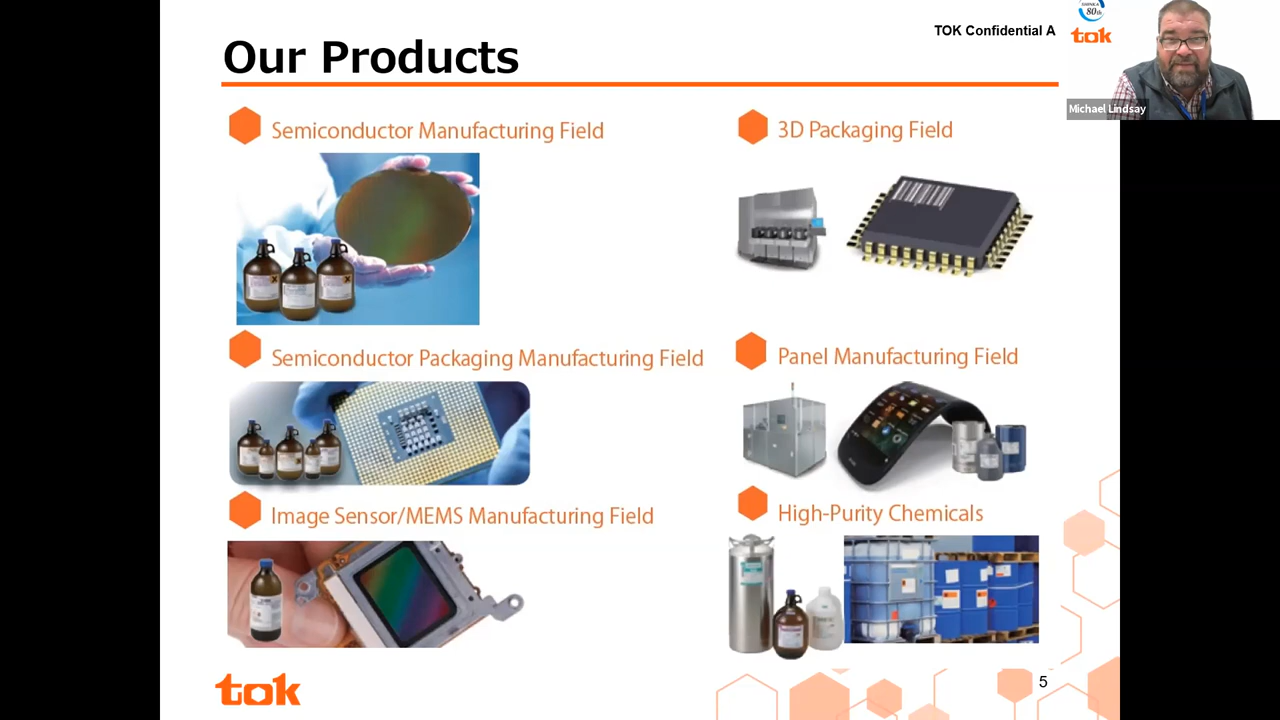 Our Products
TOK Confidential A
80th
tok
Michael Lindsay
Semiconductor Manufacturing Field
3D Packaging Field
Semiconductor Packaging Manufacturing Field
Panel Manufacturing Field
Image Sensor/MEMS Manufacturing Field
High-Purity Chemicals
tok
5